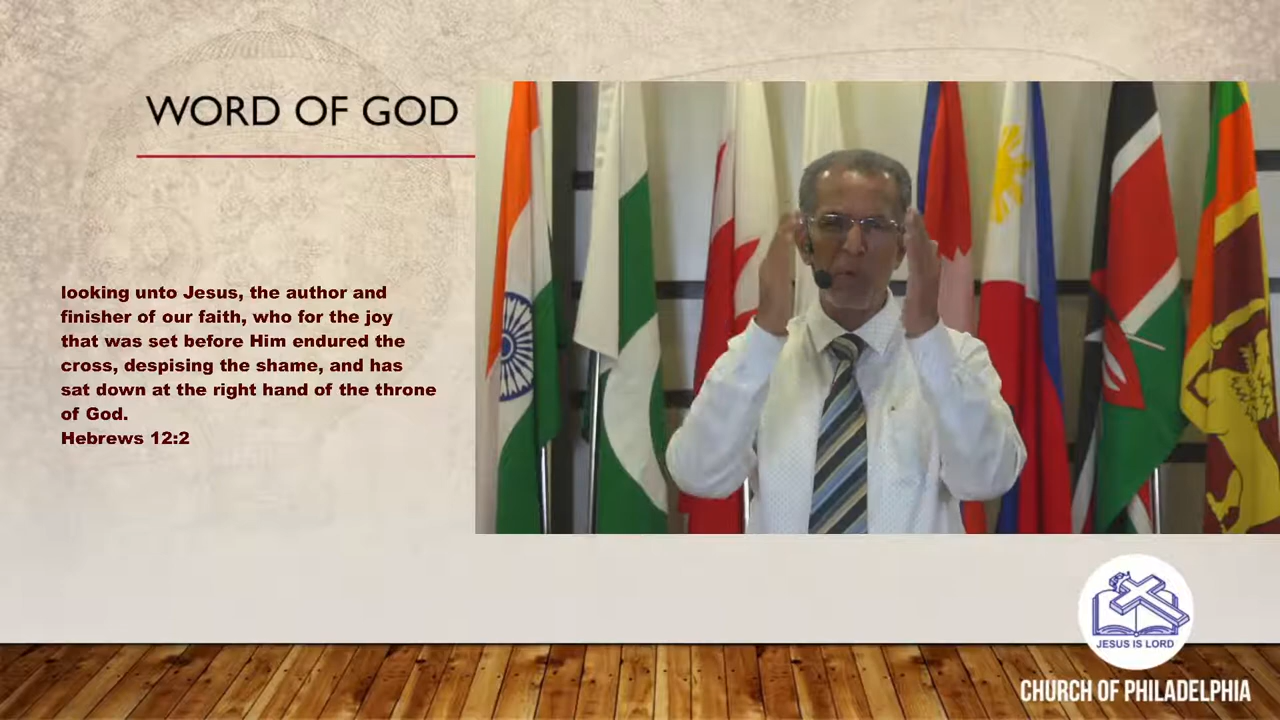 WORD OF GOD
looking unto Jesus, the author and
finisher of our faith, who for the joy
that was set before Him endured the
cross, despising the shame, and has
sat down at the right hand of the throne
of God.
Hebrews 12:2
JESUS IS LORD
CHURCH OF PHILADELPHIA